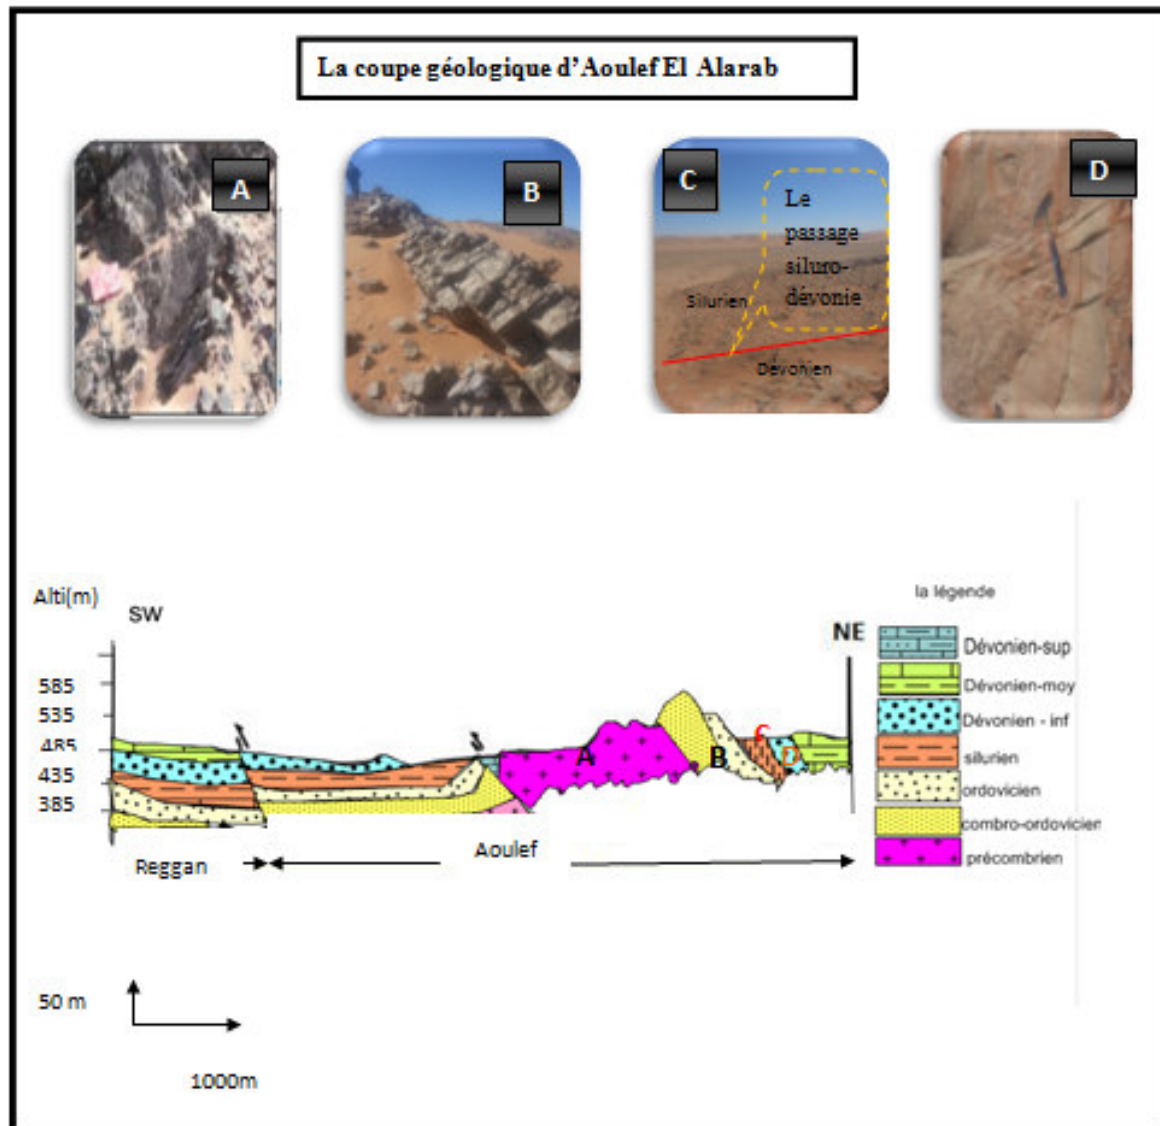 La coupe géologique d'Aoulef El Alarab
A
B
C
D
Le
passage
siluro-
dévonie
Silurien
Dévonien
Alti(m)
SW
NE
585
535
485
435
385
A
B
C
D
Reggan
Aoulef
50 m
1000m
la légende
Dévonien-sup
Dévonien-moy
Dévonien - inf
silurien
ordovicien
combro-ordovicien
précombrien